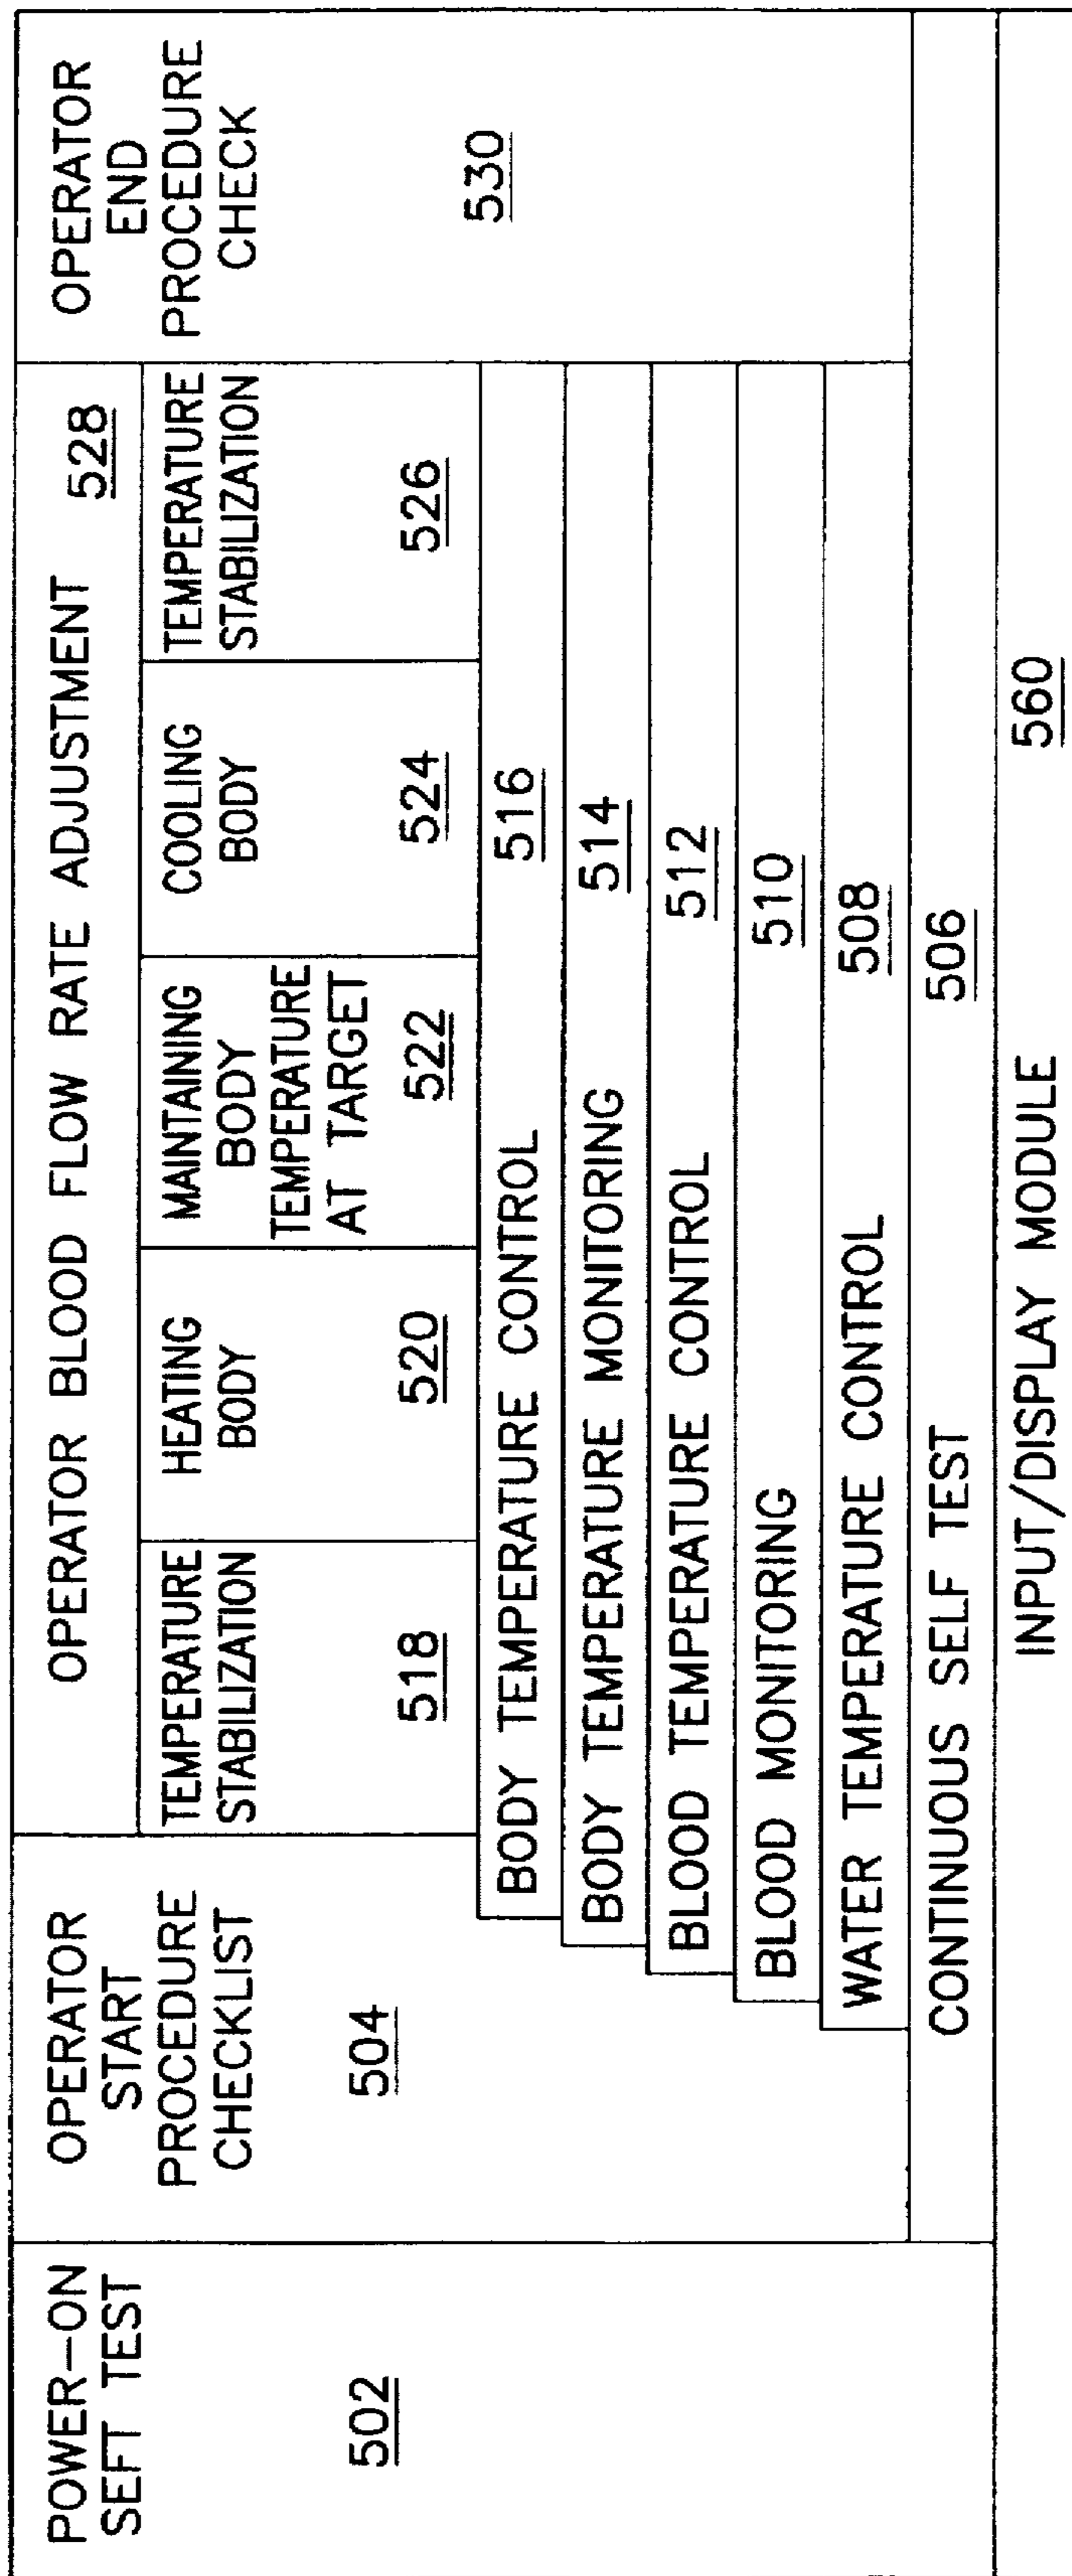 POWER-ON
SEFT TEST
502
OPERATOR
START
PROCEDURE
CHECKLIST
504
OPERATOR BLOOD FLOW RATE ADJUSTMENT 528
TEMPERATURE
STABILIZATION
518
HEATING
BODY
520
MAINTAINING
BODY
TEMPERATURE
AT TARGET
522
COOLING
BODY
524
TEMPERATURE
STABILIZATION
526
BODY TEMPERATURE CONTROL 516
BODY TEMPERATURE MONITORING 514
BLOOD TEMPERATURE CONTROL 512
BLOOD MONITORING 510
WATER TEMPERATURE CONTROL 508
OPERATOR
END
PROCEDURE
CHECK
530
CONTINUOUS SELF TEST 506
INPUT/DISPLAY MODULE 560